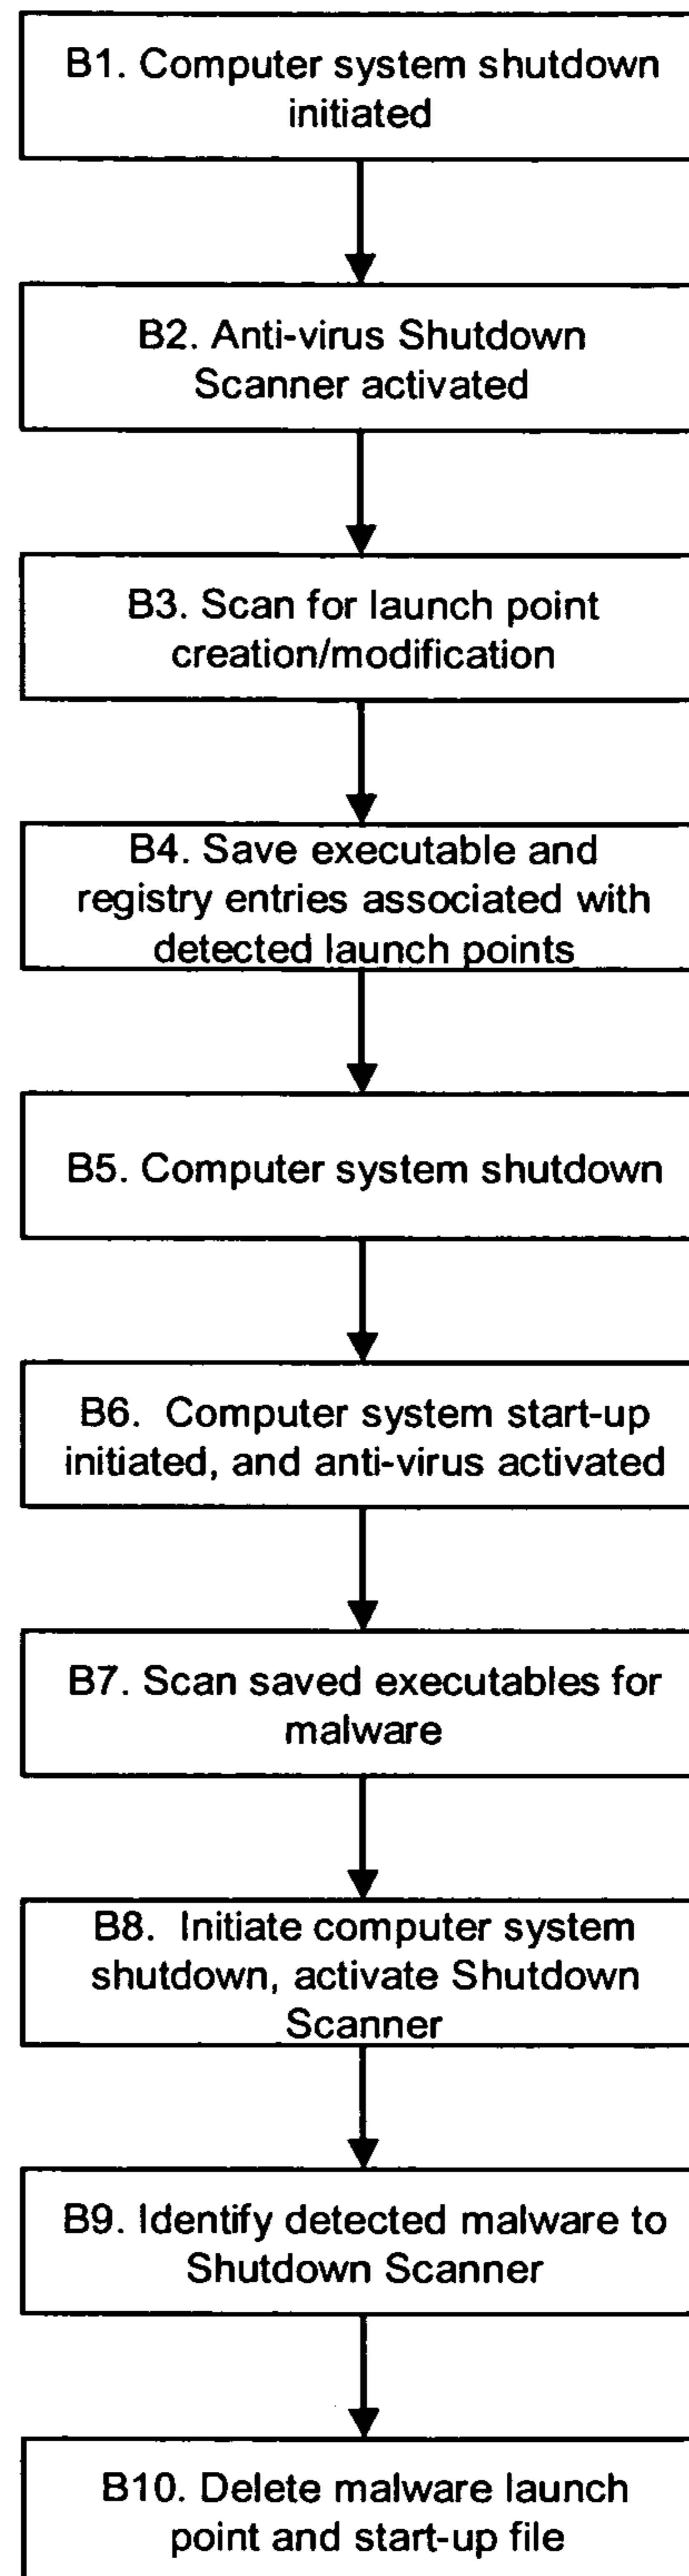 B1. Computer system shutdown
initiated
B2. Anti-virus Shutdown
Scanner activated
B3. Scan for launch point
creation/modification
B4. Save executable and
registry entries associated with
detected launch points
B5. Computer system shutdown
B6. Computer system start-up
initiated, and anti-virus activated
B7. Scan saved executables for
malware
B8. Initiate computer system
shutdown, activate Shutdown
Scanner
B9. Identify detected malware to
Shutdown Scanner
B10. Delete malware launch
point and start-up file